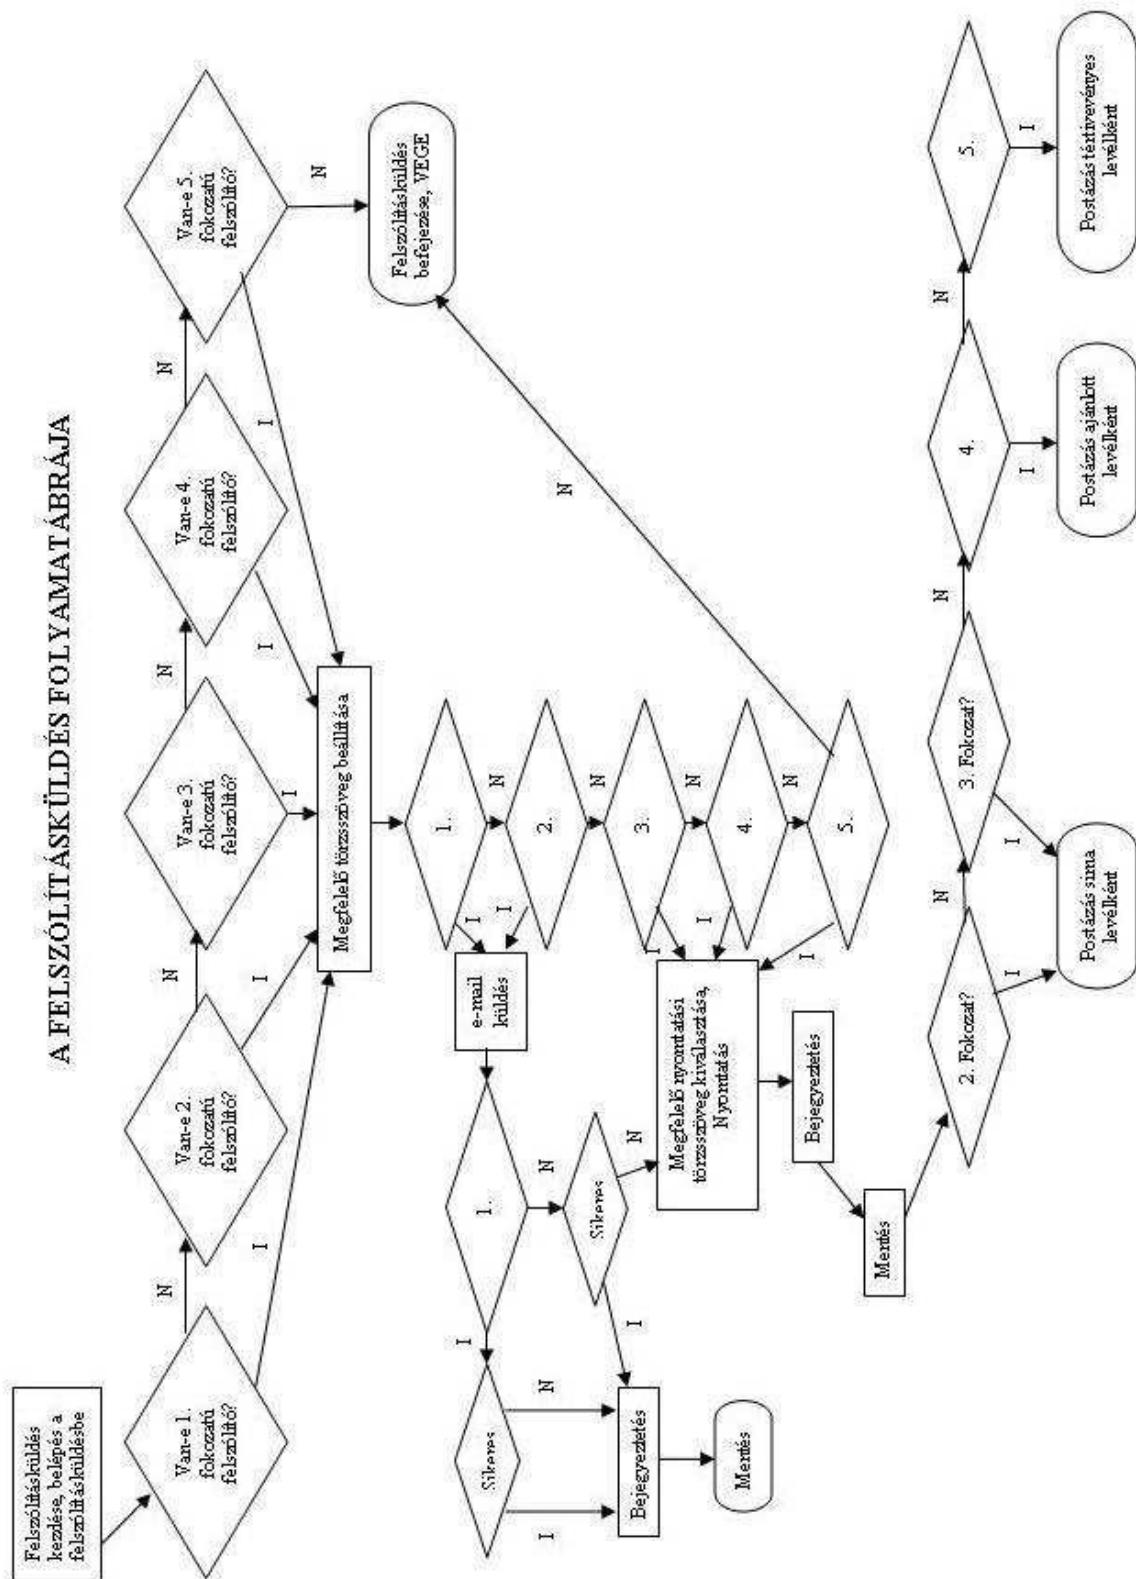 A FELSZÓLÍTÁSKÜLDÉS FOLYAMATÁBRÁJA
Felszólításküldés
kezdése, belépés a
felszólításküldésbe
Van-e 1.
fokozatú
felszólító?
N
Van-e 2.
fokozatú
felszólító?
N
Van-e 3.
fokozatú
felszólító?
N
Van-e 4.
fokozatú
felszólító?
N
Van-e 5.
fokozatú
felszólító?
I
I
I
I
I
N
Megfelelő törzsszöveg beállítása
Felszólításküldés
befejezése, VEGE
1.
N
2.
N
3.
N
4.
N
5.
N
I
I
e-mail
küldés
I
I
I
1.
I
N
Sikeres
Sikeres
I
N
I
N
Megfelelő nyomtatási
törzsszöveg kiválasztása,
Nyomtatás
Bejegyeztetés
Mentés
Bejegyeztetés
Mentés
2. Fokozat?
N
3. Fokozat?
N
4.
N
5.
I
I
I
I
Postázás sima
levélként
Postázás ajánlott
levélként
Postázás tértivevényes
levélként